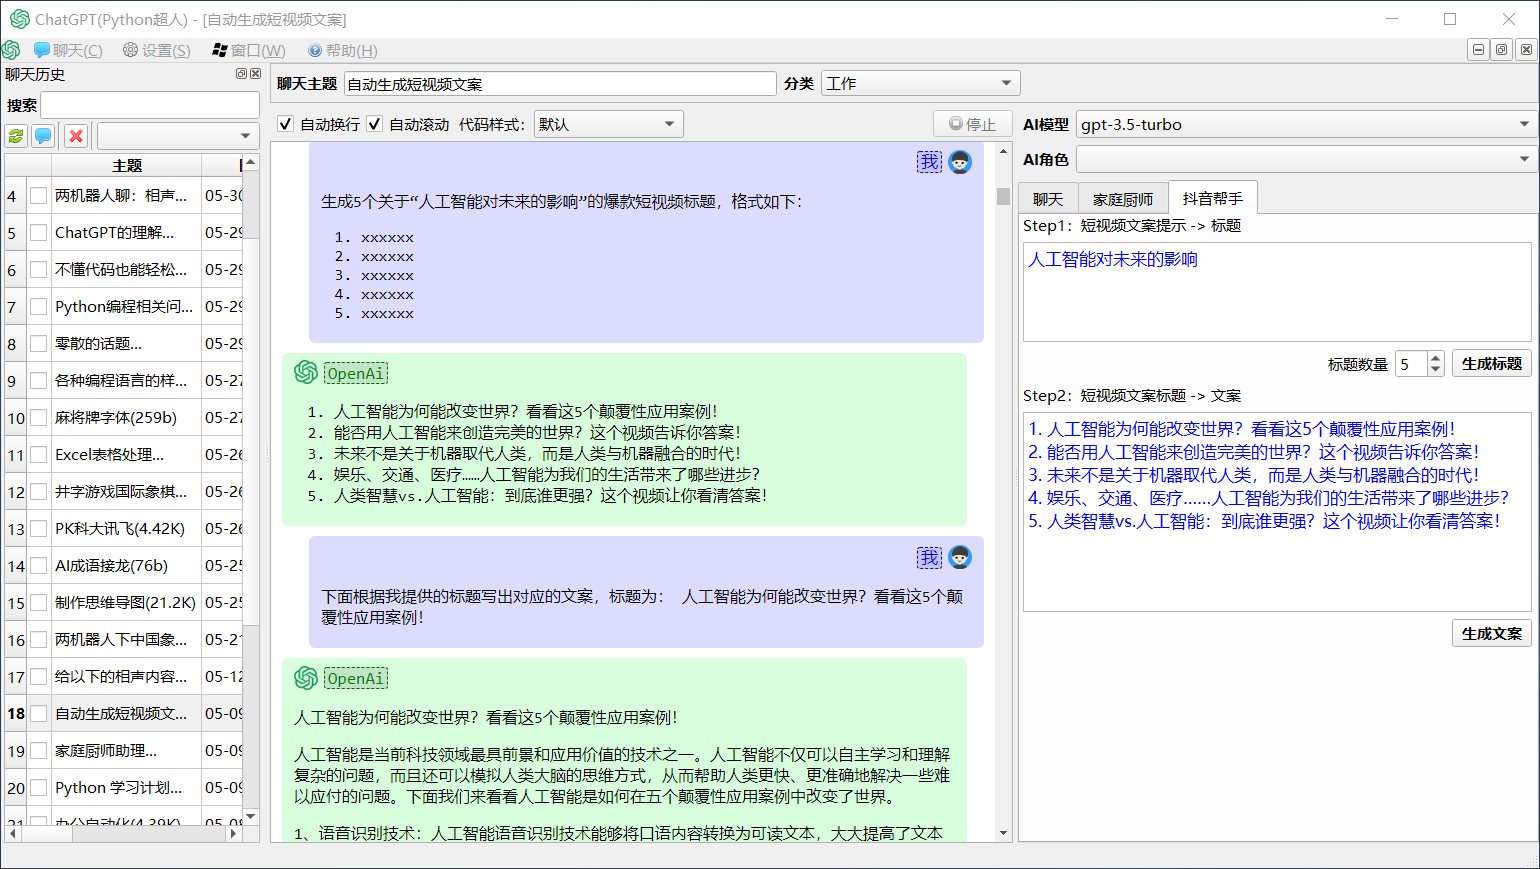 ChatGPT(Python超人) - [自动生成短视频文案]
聊天(C) 设置(S) 窗口(W) 帮助(H)
聊天历史
搜索
主题
4 两机器人聊：相声... 05-30
5 ChatGPT的理解... 05-29
6 不懂代码也能轻松... 05-29
7 Python编程相关问... 05-29
8 零散的话题... 05-29
9 各种编程语言的样... 05-27
10 麻将牌字体(259b) 05-27
11 Excel表格处理... 05-26
12 井字游戏国际象棋... 05-26
13 PK科大讯飞(4.42K) 05-26
14 AI成语接龙(76b) 05-25
15 制作思维导图(21.2K) 05-25
16 两机器人下中国象... 05-21
17 给以下的相声内容... 05-12
18 自动生成短视频文... 05-09
19 家庭厨师助理... 05-09
20 Python 学习计划... 05-09
21 办公自动化(4.39K) 05-08
聊天主题 自动生成短视频文案 分类 工作
自动换行 自动滚动 代码样式： 默认 停止
我
生成5个关于“人工智能对未来的影响”的爆款短视频标题，格式如下：
1. xxxxxx
2. xxxxxx
3. xxxxxx
4. xxxxxx
5. xxxxxx
OpenAi
1. 人工智能为何能改变世界？看看这5个颠覆性应用案例！
2. 能否用人工智能来创造完美的世界？这个视频告诉你答案！
3. 未来不是关于机器取代人类，而是人类与机器融合的时代！
4. 娱乐、交通、医疗……人工智能为我们的生活带来了哪些进步？
5. 人类智慧vs.人工智能：到底谁更强？这个视频让你看清答案！
我
下面根据我提供的标题写出对应的文案，标题为： 人工智能为何能改变世界？看看这5个颠
覆性应用案例！
OpenAi
人工智能为何能改变世界？看看这5个颠覆性应用案例！
人工智能是当前科技领域最具前景和应用价值的技术之一。人工智能不仅可以自主学习和理解
复杂的问题，而且还可以模拟人类大脑的思维方式，从而帮助人类更快、更准确地解决一些难
以应付的问题。下面我们来看看人工智能是如何在五个颠覆性应用案例中改变了世界。
1、语音识别技术：人工智能语音识别技术能够将口语内容转换为可读文本，大大提高了文本
AI模型 gpt-3.5-turbo
AI角色
聊天 家庭厨师 抖音帮手
Step1：短视频文案提示 -> 标题
人工智能对未来的影响
标题数量 5 生成标题
Step2：短视频文案标题 -> 文案
1. 人工智能为何能改变世界？看看这5个颠覆性应用案例！
2. 能否用人工智能来创造完美的世界？这个视频告诉你答案！
3. 未来不是关于机器取代人类，而是人类与机器融合的时代！
4. 娱乐、交通、医疗……人工智能为我们的生活带来了哪些进步？
5. 人类智慧vs.人工智能：到底谁更强？这个视频让你看清答案！
生成文案